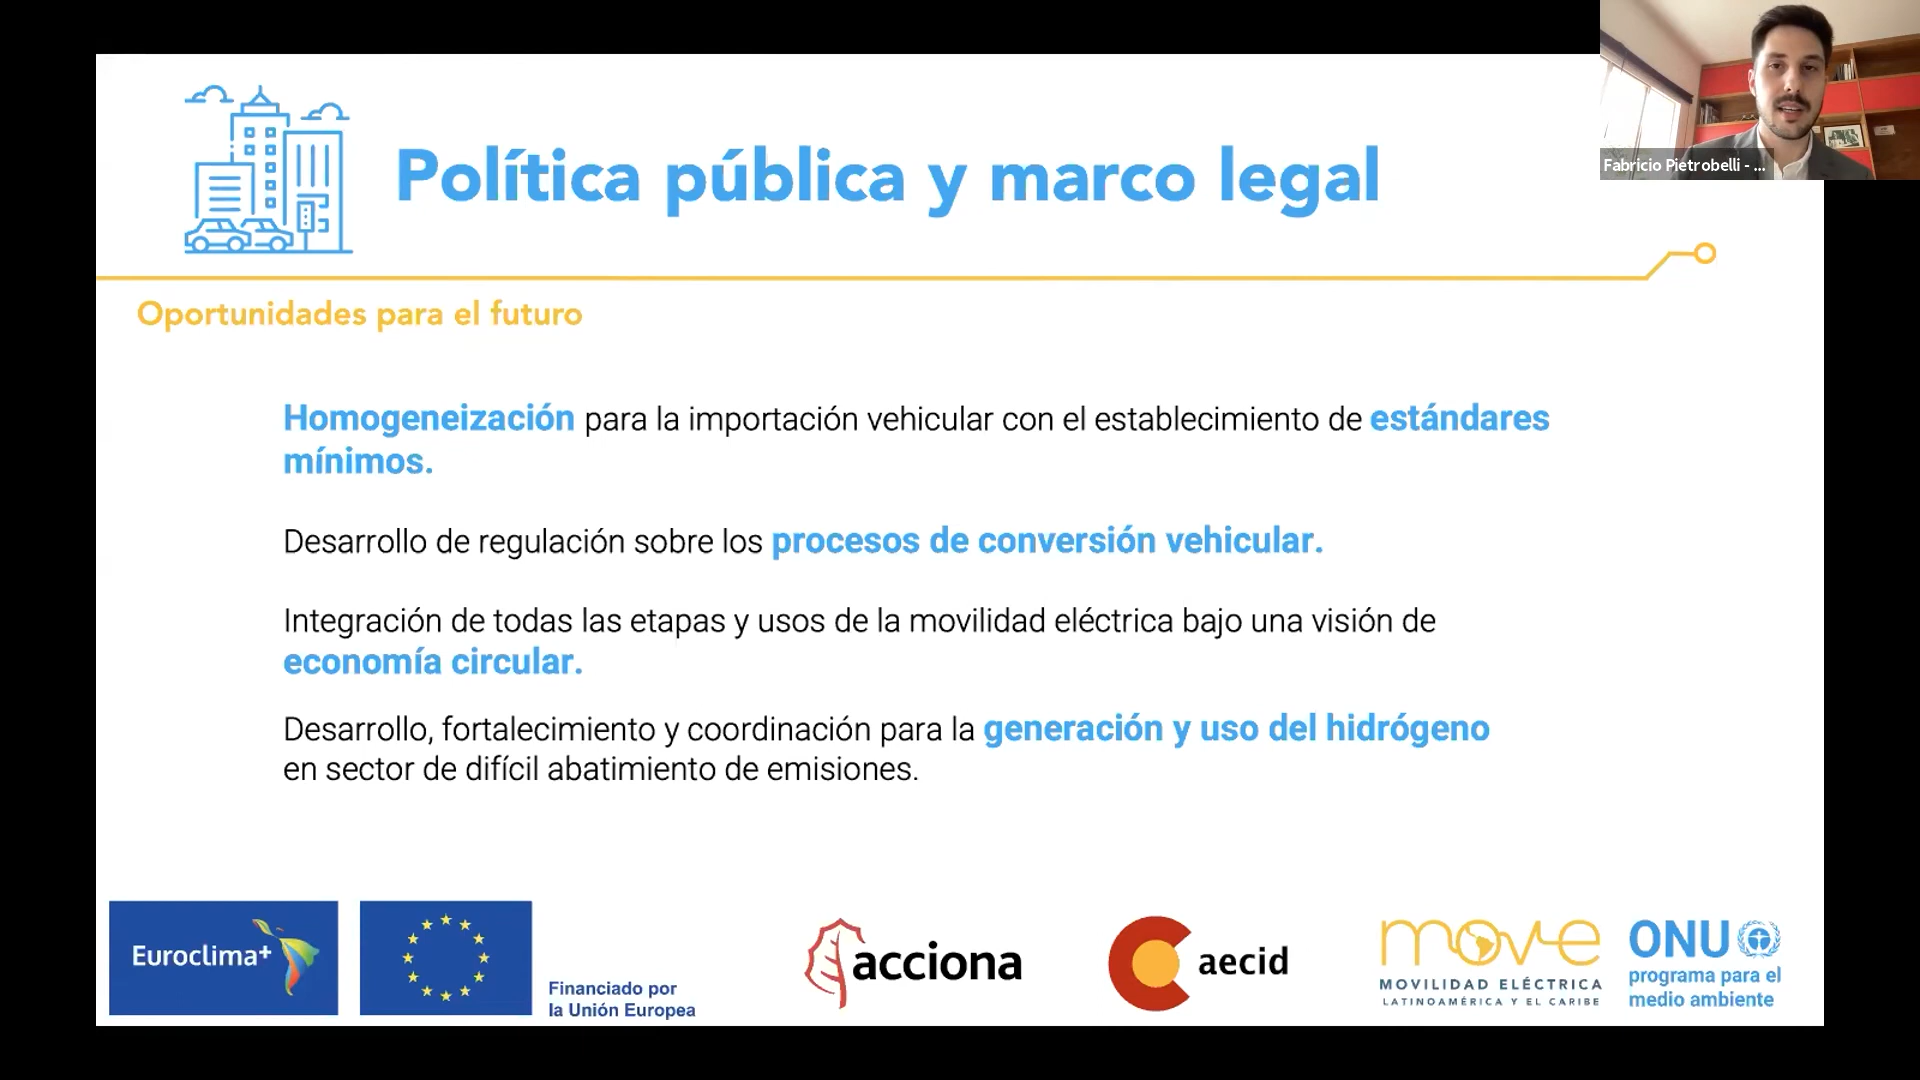 Política pública y marco legal
Fabricio Pietrobelli - ...
Oportunidades para el futuro
Homogeneización para la importación vehicular con el establecimiento de estándares
mínimos.
Desarrollo de regulación sobre los procesos de conversión vehicular.
Integración de todas las etapas y usos de la movilidad eléctrica bajo una visión de
economía circular.
Desarrollo, fortalecimiento y coordinación para la generación y uso del hidrógeno
en sector de difícil abatimiento de emisiones.
Euroclima+
Financiado por
la Unión Europea
acciona
aecid
move
MOVILIDAD ELÉCTRICA
LATINOAMÉRICA Y EL CARIBE
ONU
programa para el
medio ambiente